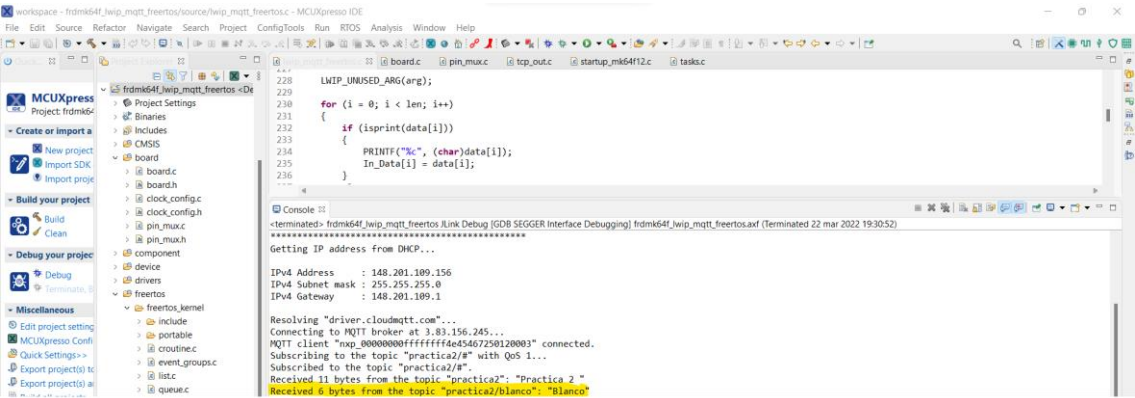 workspace - frdmk64f_lwip_mqtt_freertos/source/lwip_mqtt_freertos.c - MCUXpresso IDE
File Edit Source Refactor Navigate Search Project ConfigTools Run RTOS Analysis Window Help
board.c pin_mux.c tcp_out.c startup_mk64f12.c tasks.c
MCUXpress
IDE
Project: frdmk64
Create or import a
New project
Import SDK
Import proje
Build your project
Build
Clean
Debug your projec
Debug
Terminate, B
Miscellaneous
Edit project setting
MCUXpresso Confi
Quick Settings>>
Export project(s) to
Export project(s) a
frdmk64f_lwip_mqtt_freertos <De
Project Settings
Binaries
Includes
CMSIS
board
board.c
board.h
clock_config.c
clock_config.h
pin_mux.c
pin_mux.h
component
device
drivers
freertos
freertos_kernel
include
portable
croutine.c
event_groups.c
list.c
queue.c
228 LWIP_UNUSED_ARG(arg);
229
230 for (i = 0; i < len; i++)
231 {
232 if (isprint(data[i]))
233 {
234 PRINTF("%c", (char)data[i]);
235 In_Data[i] = data[i];
236 }
Console
<terminated> frdmk64f_lwip_mqtt_freertos JLink Debug [GDB SEGGER Interface Debugging] frdmk64f_lwip_mqtt_freertos.axf (Terminated 22 mar 2022 19:30:52)
*************************************************
Getting IP address from DHCP...
IPv4 Address : 148.201.109.156
IPv4 Subnet mask : 255.255.255.0
IPv4 Gateway : 148.201.109.1
Resolving "driver.cloudmqtt.com"...
Connecting to MQTT broker at 3.83.156.245...
MQTT client "nxp_00000000ffffffff4e45467250120003" connected.
Subscribing to the topic "practica2/#" with QoS 1...
Subscribed to the topic "practica2/#".
Received 11 bytes from the topic "practica2": "Practica 2 "
Received 6 bytes from the topic "practica2/blanco": "Blanco"